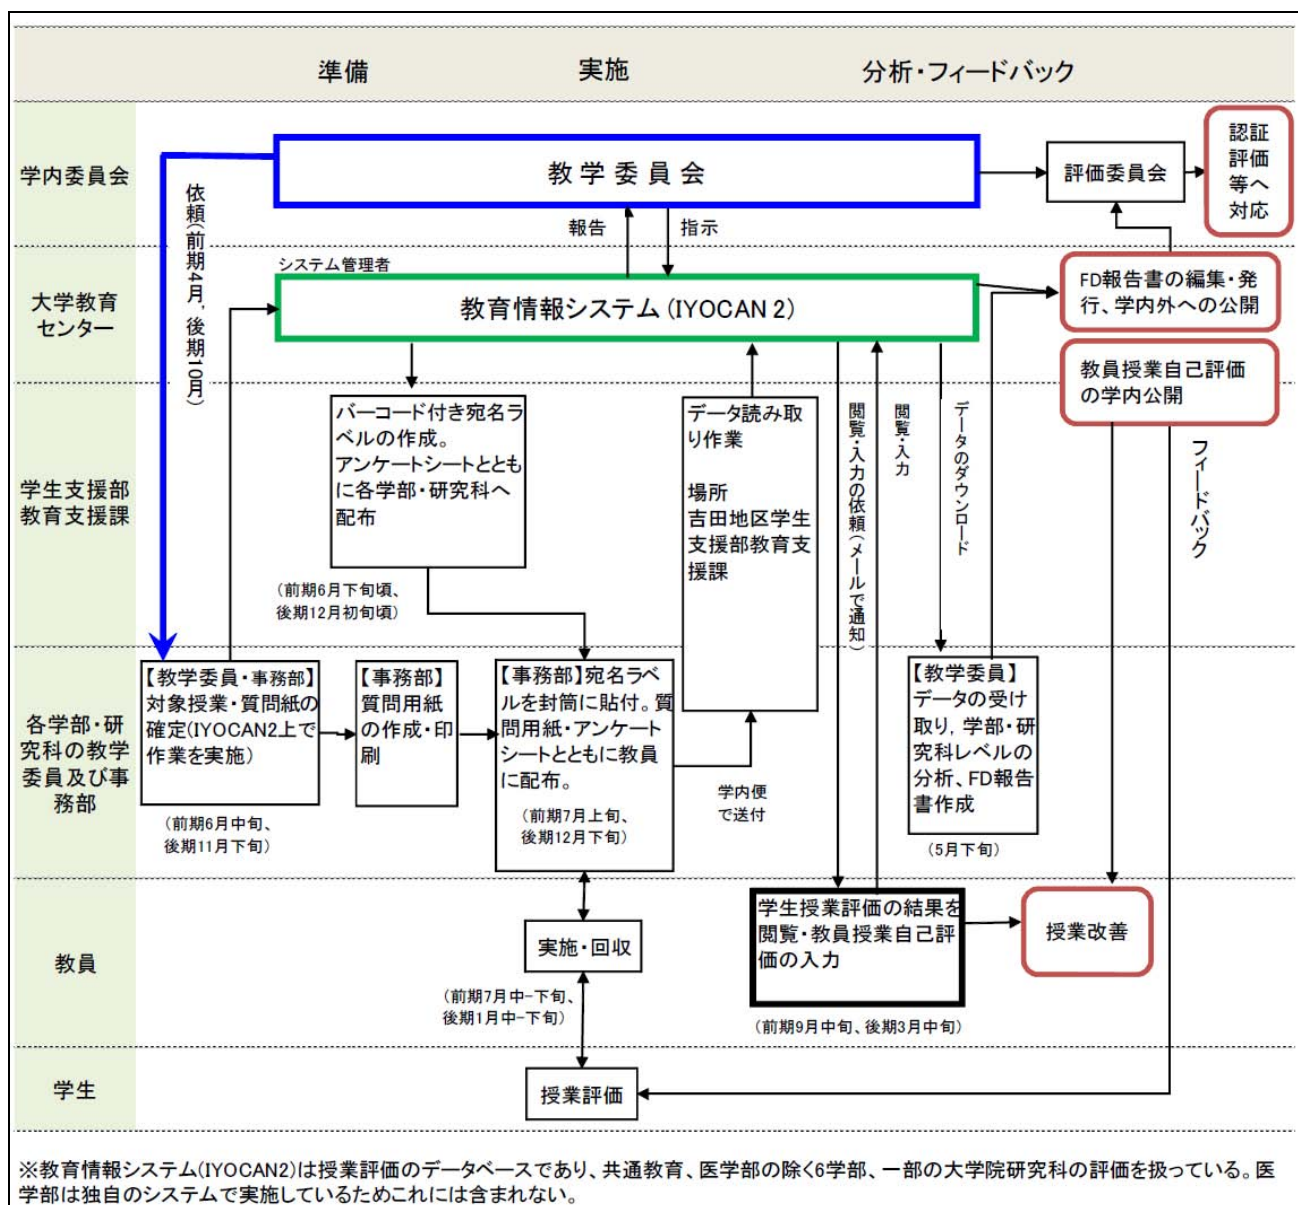 準備
実施
分析・フィードバック
学内委員会
教学委員会
評価委員会
認証
評価
等へ
対応
依頼(前期4月, 後期10月)
報告
指示
大学教育
センター
システム管理者
教育情報システム(IYOCAN 2)
FD報告書の編集・発
行、学内外への公開
教員授業自己評価
の学内公開
学生支援部
教育支援課
バーコード付き宛名ラ
ベルの作成。
アンケートシートととも
に各学部・研究科へ
配布
(前期6月下旬頃、
後期12月初旬頃)
データ読み取
り作業
場所
吉田地区学生
支援部教育支
援課
閲覧・入力の依頼(メールで通知)
閲覧・入力
データのダウンロード
フィードバック
各学部・研
究科の教学
委員及び事
務部
【教学委員・事務部】
対象授業・質問紙の
確定(IYOCAN2上で
作業を実施)
(前期6月中旬、
後期11月下旬)
【事務部】
質問用紙
の作成・印
刷
【事務部】宛名ラベ
ルを封筒に貼付。質
問用紙・アンケート
シートとともに教員
に配布。
(前期7月上旬、
後期12月下旬)
学内便
で送付
【教学委員】
データの受け
取り, 学部・研
究科レベルの
分析、FD報告
書作成
(5月下旬)
教員
実施・回収
(前期7月中-下旬、
後期1月中-下旬)
学生授業評価の結果を
閲覧・教員授業自己評
価の入力
(前期9月中旬、後期3月中旬)
授業改善
学生
授業評価
※教育情報システム(IYOCAN2)は授業評価のデータベースであり、共通教育、医学部の除く6学部、一部の大学院研究科の評価を扱っている。医
学部は独自のシステムで実施しているためこれには含まれない。